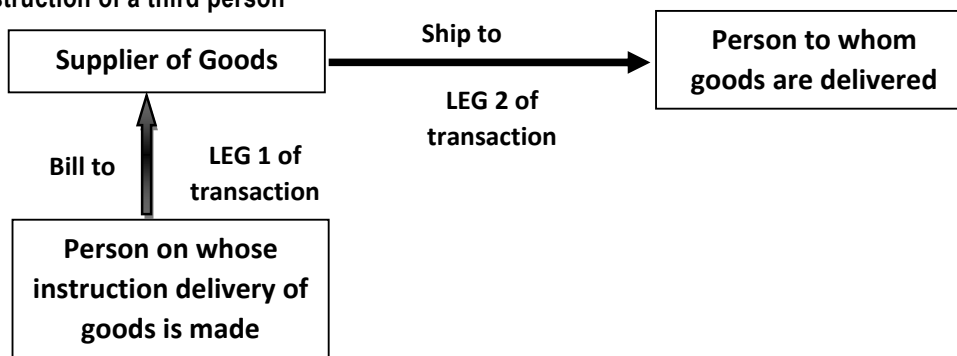 struction of a third person
Supplier of Goods
Ship to
Person to whom
goods are delivered
LEG 2 of
transaction
Bill to
LEG 1 of
transaction
Person on whose
instruction delivery of
goods is made